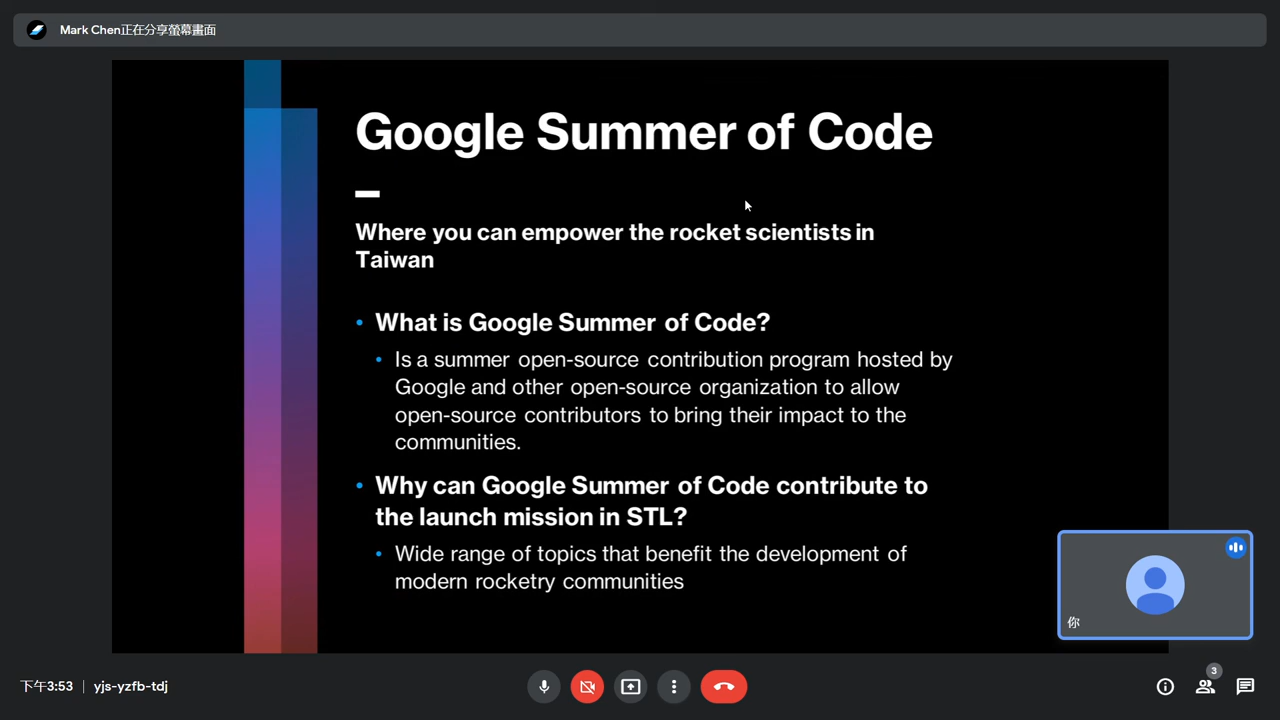 Mark Chen正在分享螢幕畫面
Google Summer of Code
Where you can empower the rocket scientists in
Taiwan
• What is Google Summer of Code?
• Is a summer open-source contribution program hosted by
Google and other open-source organization to allow
open-source contributors to bring their impact to the
communities.
• Why can Google Summer of Code contribute to
the launch mission in STL?
• Wide range of topics that benefit the development of
modern rocketry communities
你
下午3:53 | yjs-yzfb-tdj
3